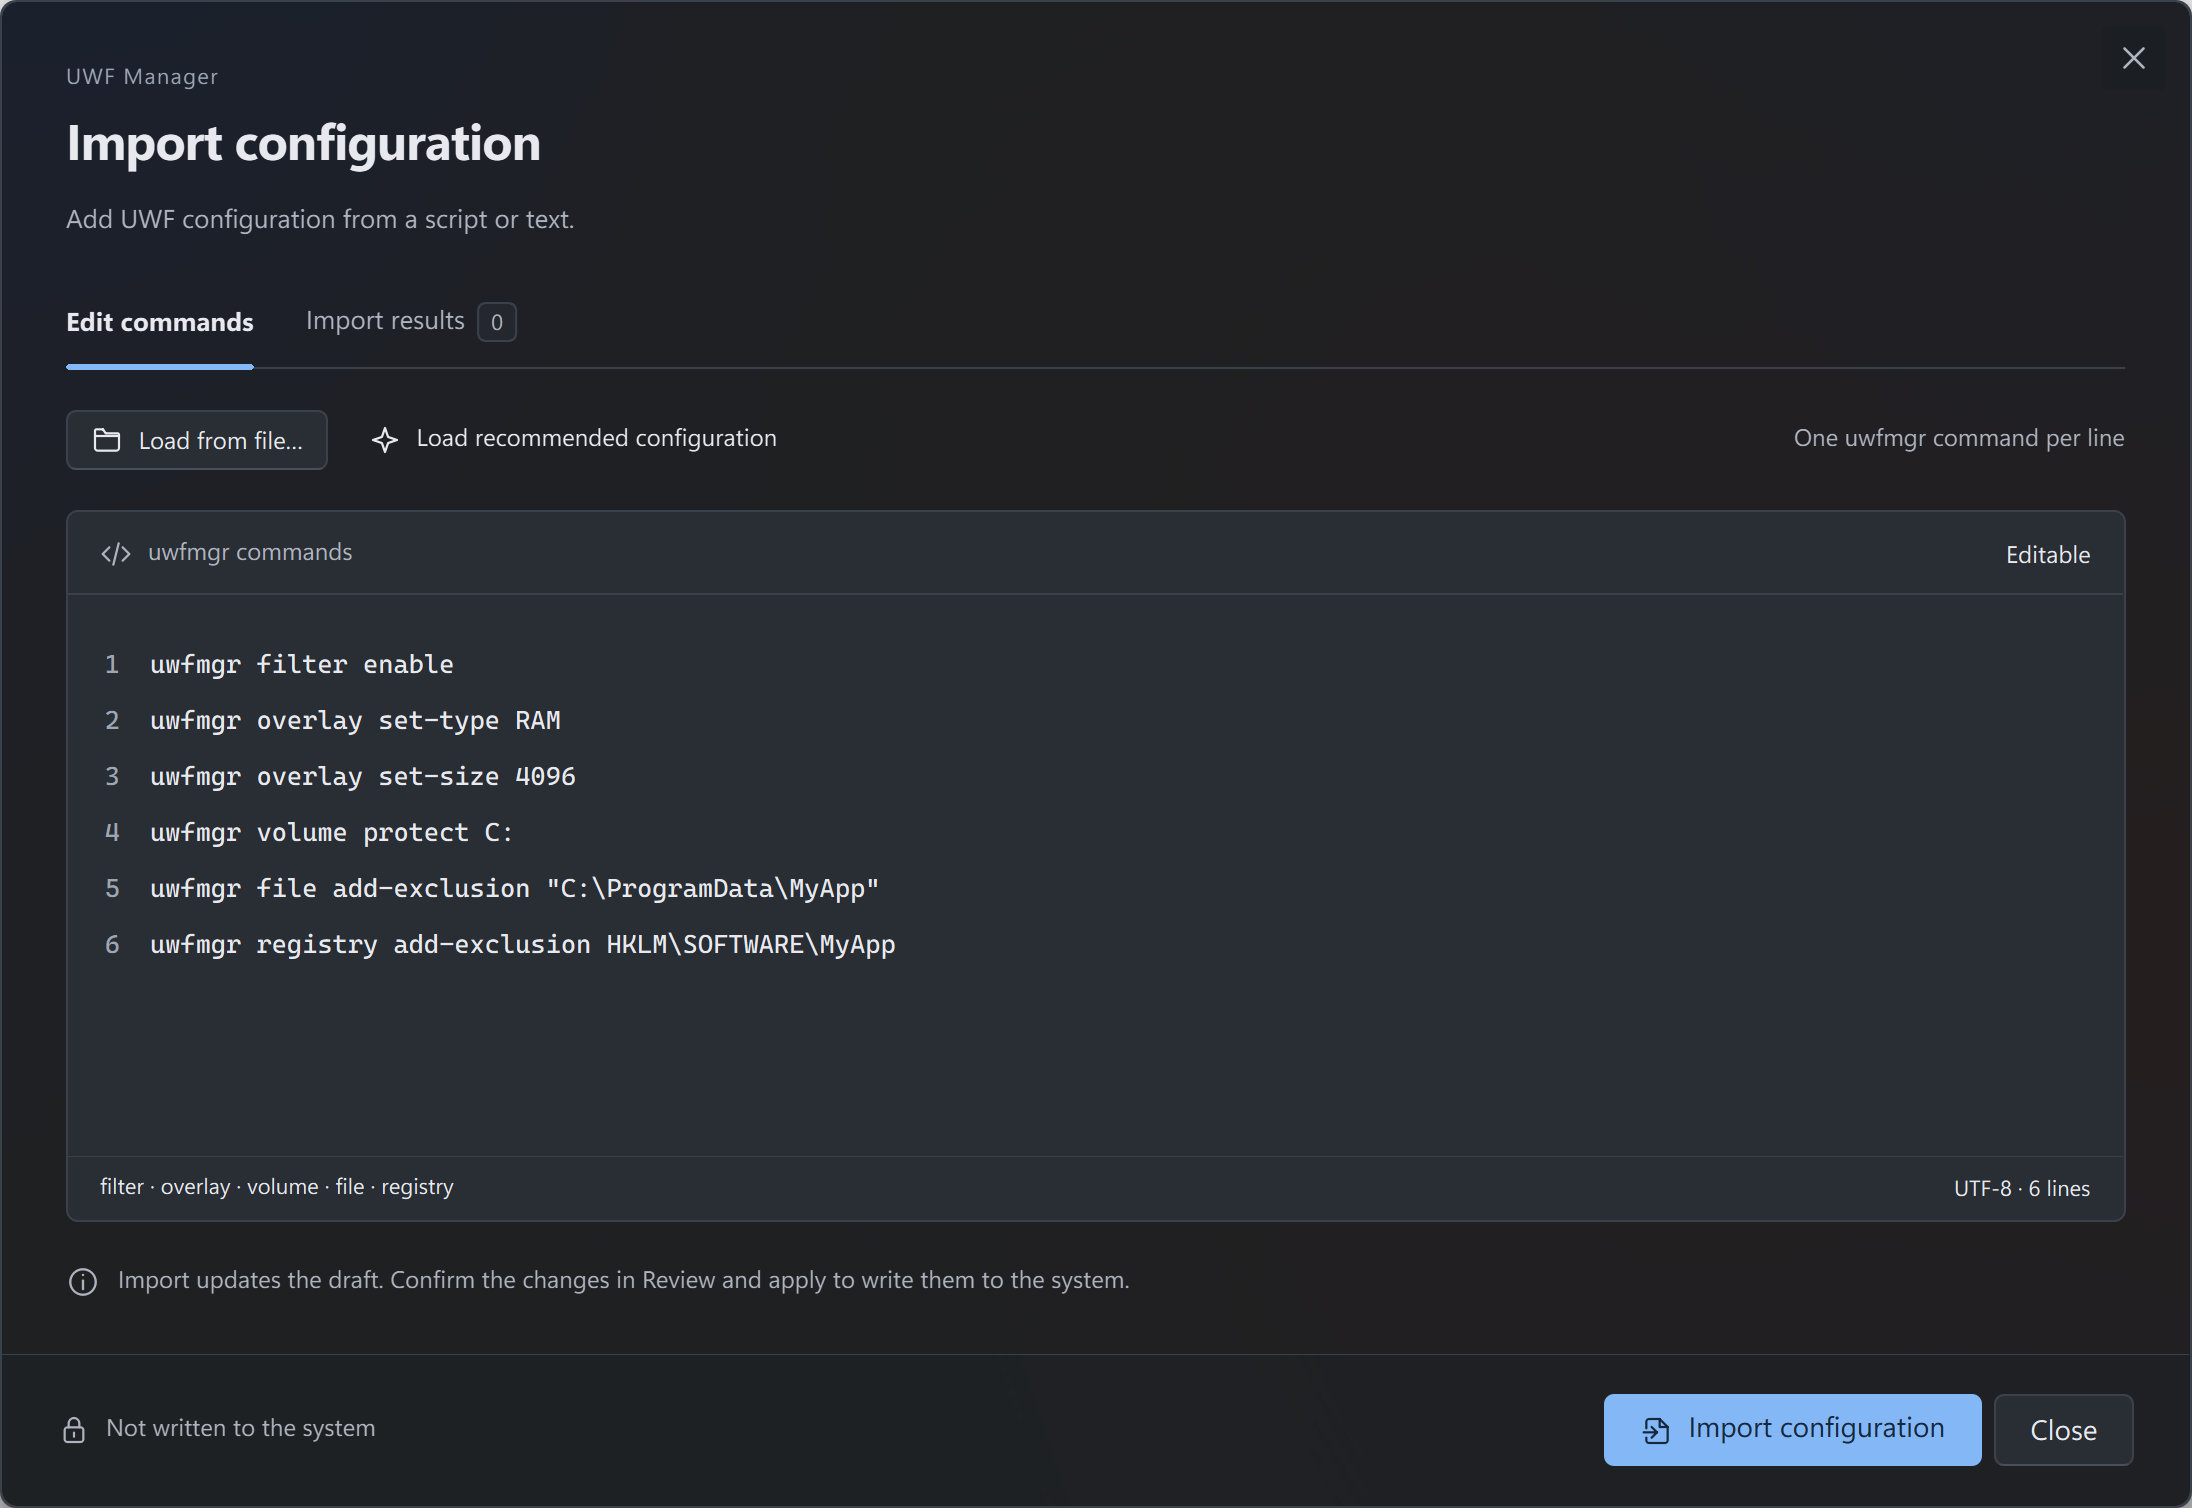 UWF Manager
Import configuration
Add UWF configuration from a script or text.
Edit commands
Import results 0
Load from file...
Load recommended configuration
One uwfmgr command per line
uwfmgr commands
Editable
1 uwfmgr filter enable
2 uwfmgr overlay set-type RAM
3 uwfmgr overlay set-size 4096
4 uwfmgr volume protect C:
5 uwfmgr file add-exclusion "C:\ProgramData\MyApp"
6 uwfmgr registry add-exclusion HKLM\SOFTWARE\MyApp
filter · overlay · volume · file · registry
UTF-8 · 6 lines
Import updates the draft. Confirm the changes in Review and apply to write them to the system.
Not written to the system
Import configuration
Close